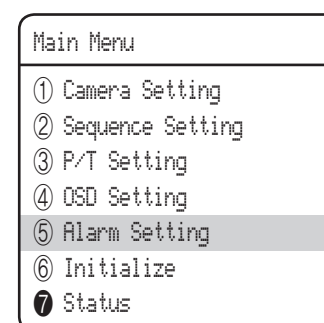 Main Menu
① Camera Setting
② Sequence Setting
③ P/T Setting
④ OSD Setting
⑤ Alarm Setting
⑥ Initialize
❼ Status